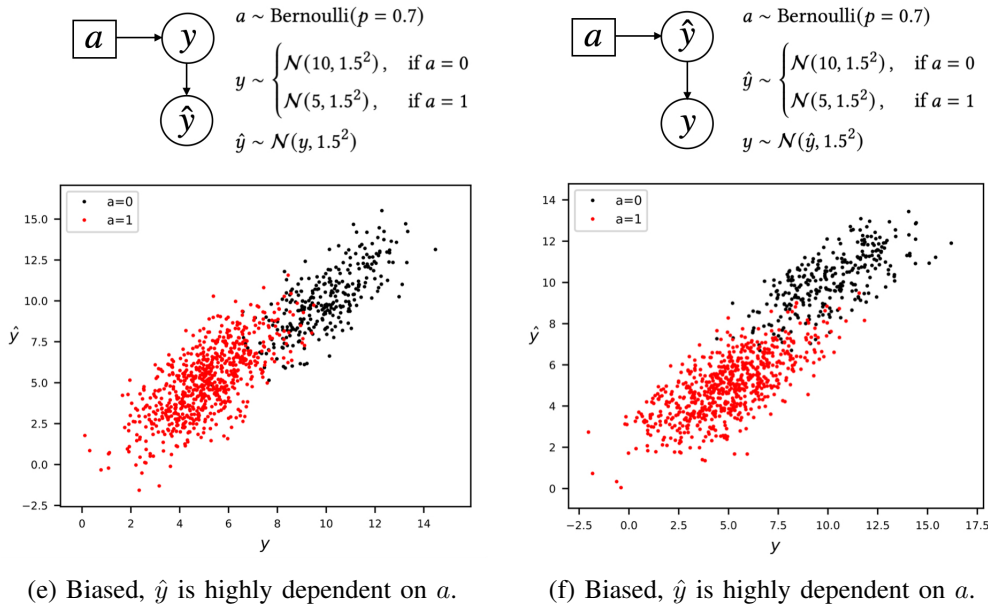 a
y
ŷ
a ∼ Bernoulli(p = 0.7)
y ∼ { N(10, 1.5²), if a = 0
N(5, 1.5²), if a = 1
ŷ ∼ N(y, 1.5²)
a
ŷ
y
a ∼ Bernoulli(p = 0.7)
ŷ ∼ { N(10, 1.5²), if a = 0
N(5, 1.5²), if a = 1
y ∼ N(ŷ, 1.5²)
a=0
a=1
15.0
12.5
10.0
7.5
5.0
2.5
0.0
−2.5
ŷ
0 2 4 6 8 10 12 14
y
a=0
a=1
14
12
10
8
6
4
2
0
ŷ
−2.5 0.0 2.5 5.0 7.5 10.0 12.5 15.0 17.5
y
(e) Biased, ŷ is highly dependent on a.
(f) Biased, ŷ is highly dependent on a.